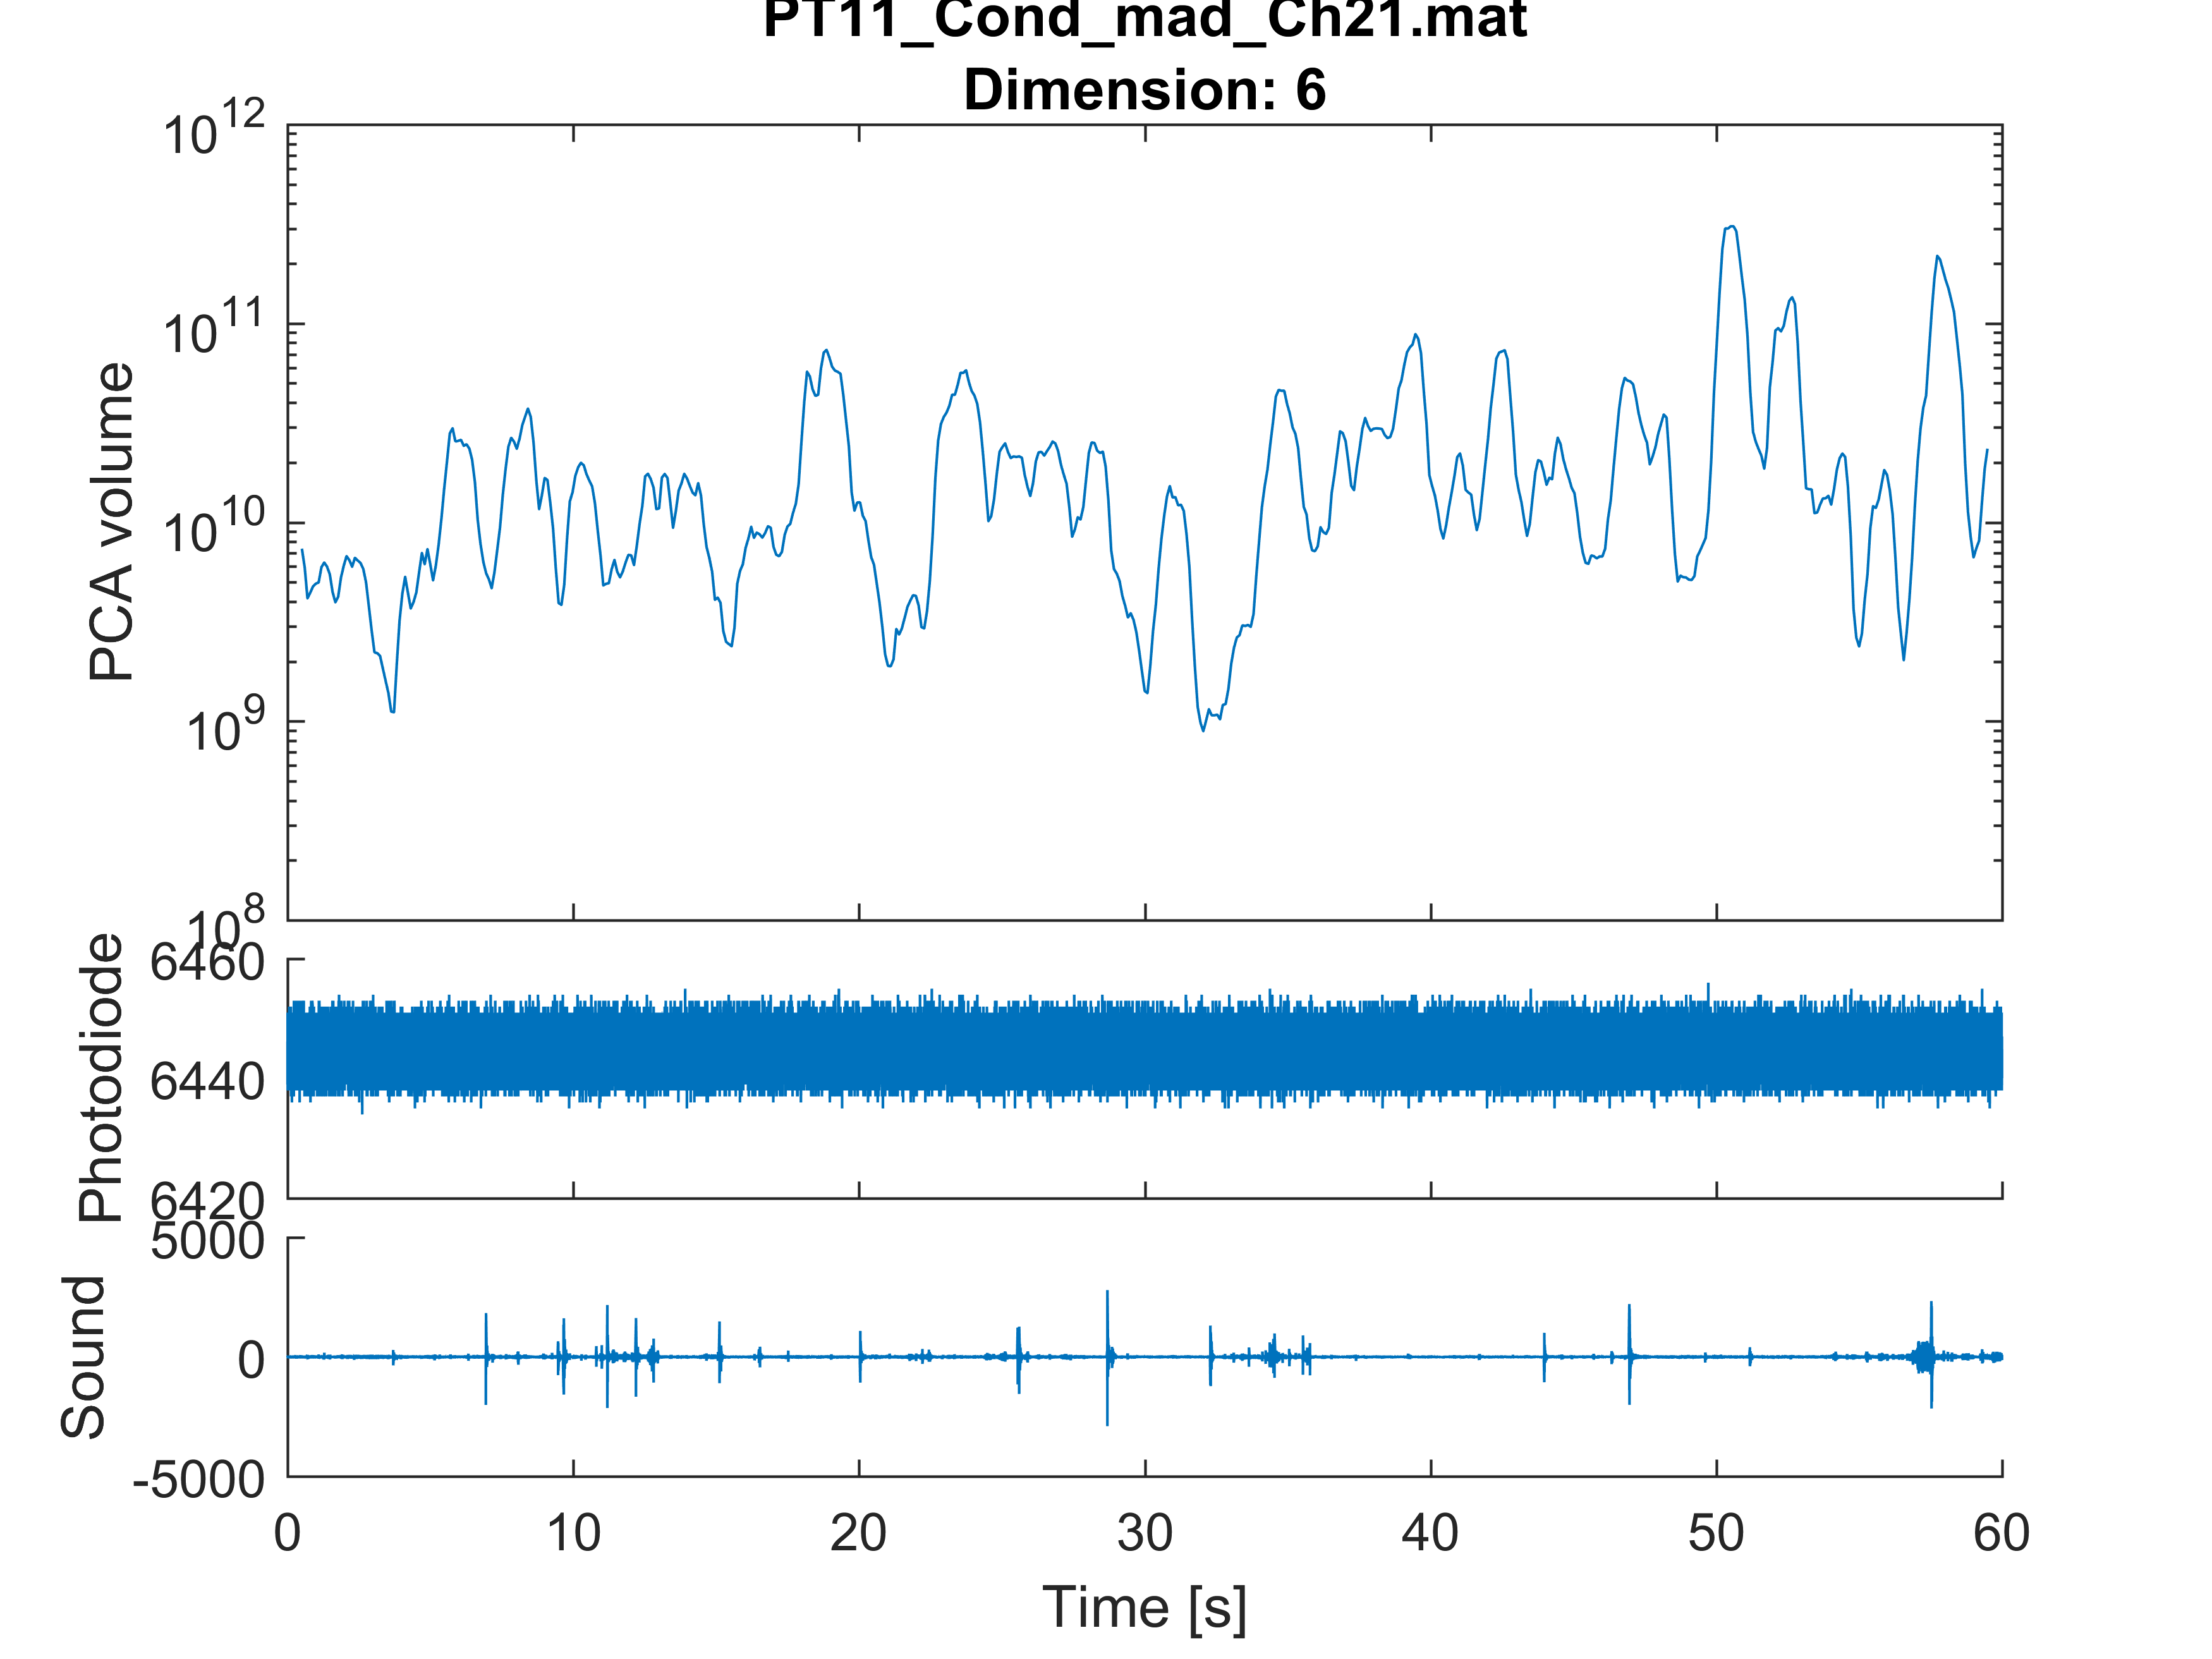 PT11_Cond_mad_Ch21.mat
Dimension: 6
10^12
10^11
10^10
10^9
10^8
PCA volume
6460
6440
6420
Photodiode
5000
0
-5000
Sound
0 10 20 30 40 50 60
Time [s]